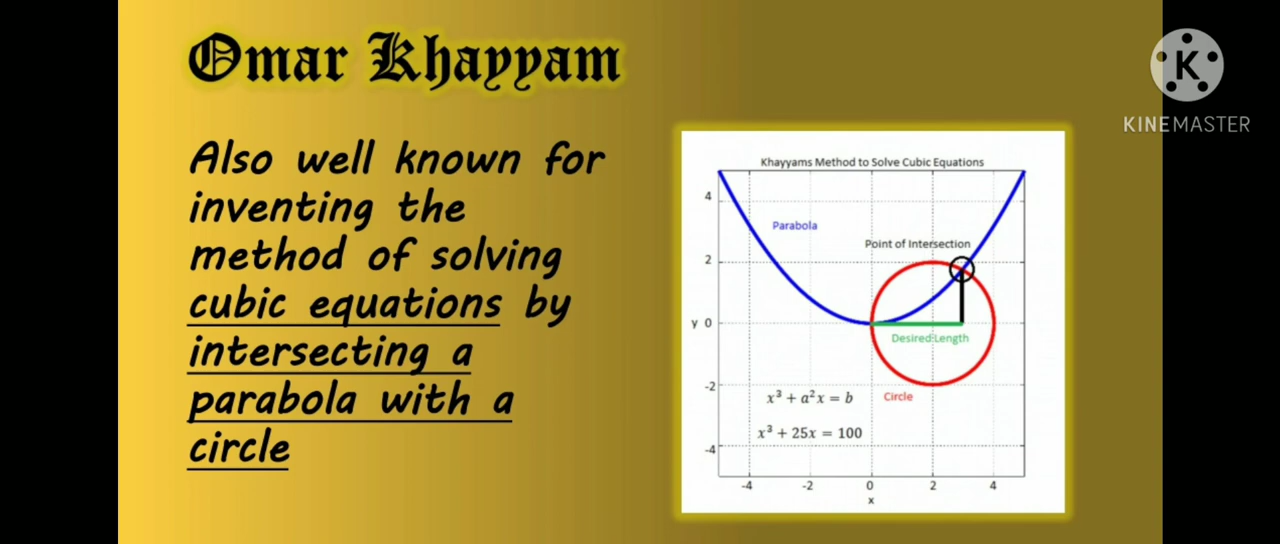 Omar Khayyam
Also well known for
inventing the
method of solving
cubic equations by
intersecting a
parabola with a
circle
K
KINEMASTER
Khayyams Method to Solve Cubic Equations
Parabola
Point of Intersection
Desired Length
Circle
x³ + a²x = b
x³ + 25x = 100
4
2
y 0
-2
-4
-4 -2 0 2 4
x